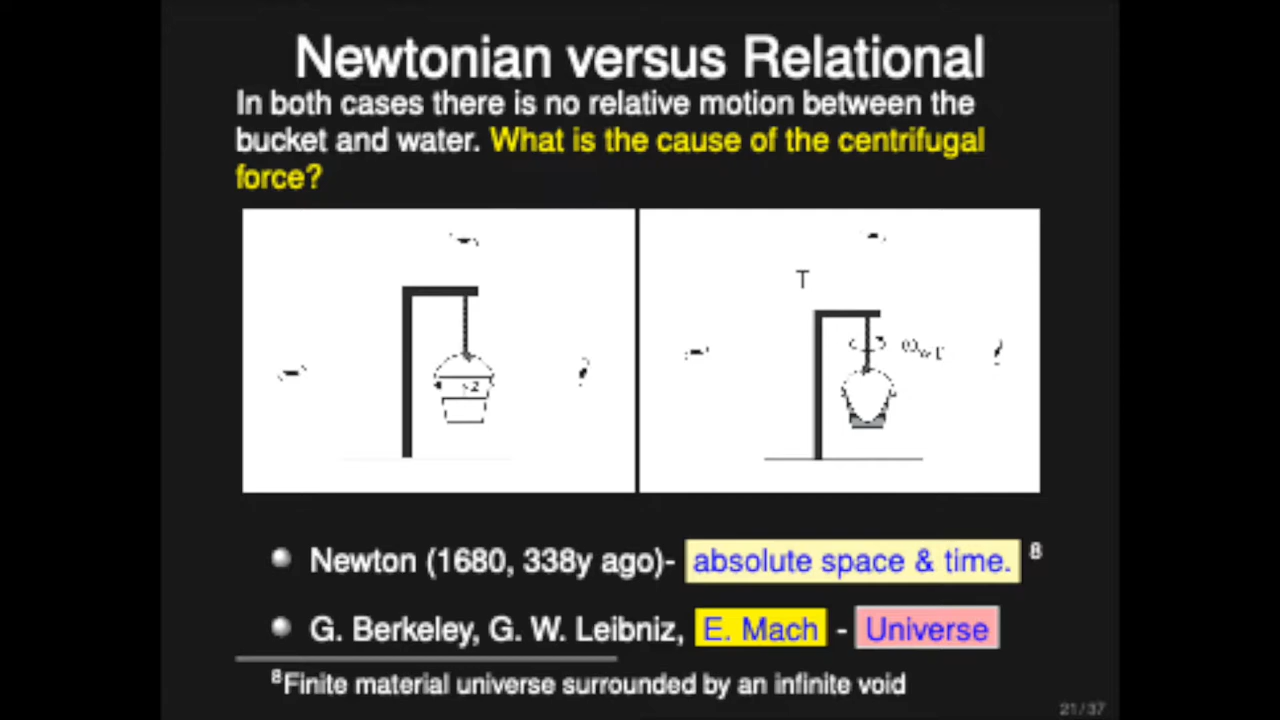 Newtonian versus Relational
In both cases there is no relative motion between the
bucket and water. What is the cause of the centrifugal
force?
T
Newton (1680, 338y ago)- absolute space & time. 8
G. Berkeley, G. W. Leibniz, E. Mach - Universe
8Finite material universe surrounded by an infinite void
21/37